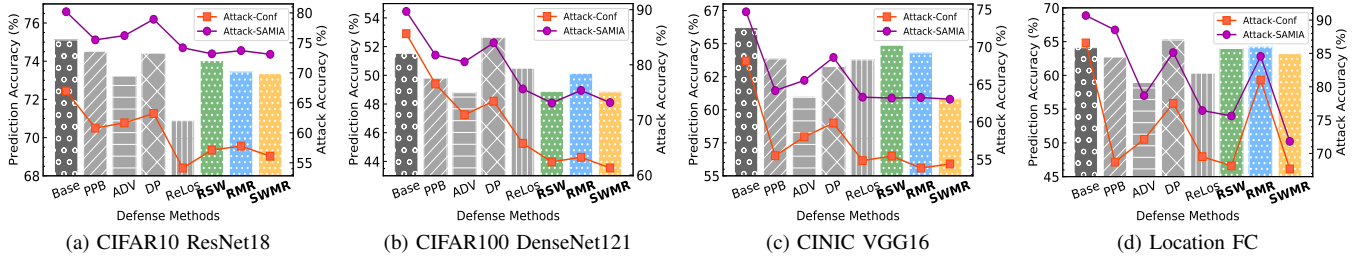 Prediction Accuracy (%)
76
74
72
70
68
Attack-Conf
Attack-SAMIA
80
75
70
65
60
55
Attack Accuracy (%)
Base PPB ADV DP ReLos RSW RMR SWMR
Defense Methods
(a) CIFAR10 ResNet18
Prediction Accuracy (%)
54
52
50
48
46
44
Attack-Conf
Attack-SAMIA
90
80
70
60
Attack Accuracy (%)
Base PPB ADV DP ReLos RSW RMR SWMR
Defense Methods
(b) CIFAR100 DenseNet121
Prediction Accuracy (%)
67
65
62
60
57
55
Attack-Conf
Attack-SAMIA
75
70
65
60
55
Attack Accuracy (%)
Base PPB ADV DP ReLos RSW RMR SWMR
Defense Methods
(c) CINIC VGG16
Prediction Accuracy (%)
70
65
60
55
50
45
Attack-Conf
Attack-SAMIA
90
85
80
75
70
Attack Accuracy (%)
Base PPB ADV DP ReLos RSW RMR SWMR
Defense Methods
(d) Location FC